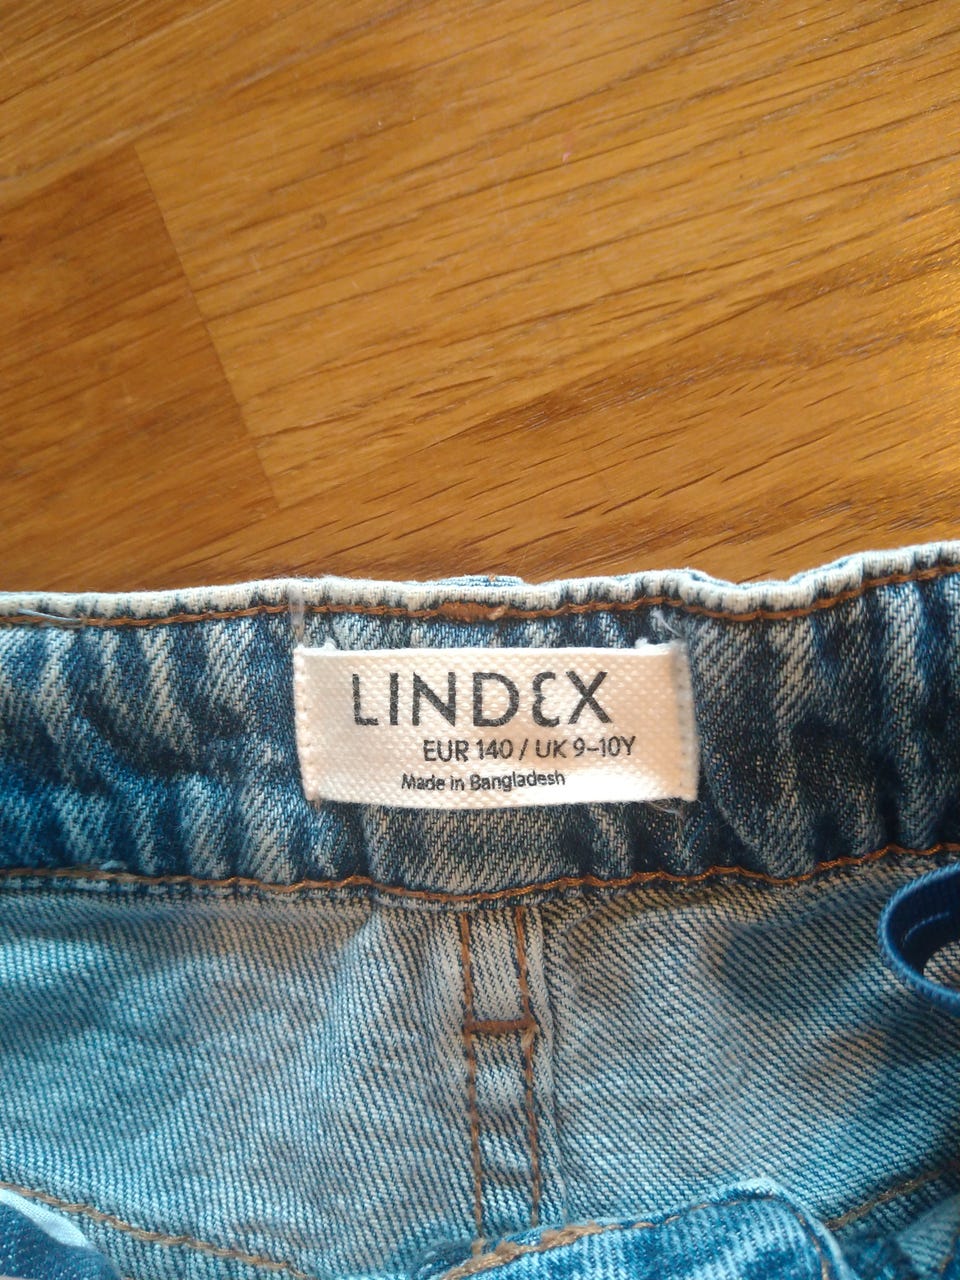 LINDEX
EUR 140 / UK 9-10Y
Made in Bangladesh